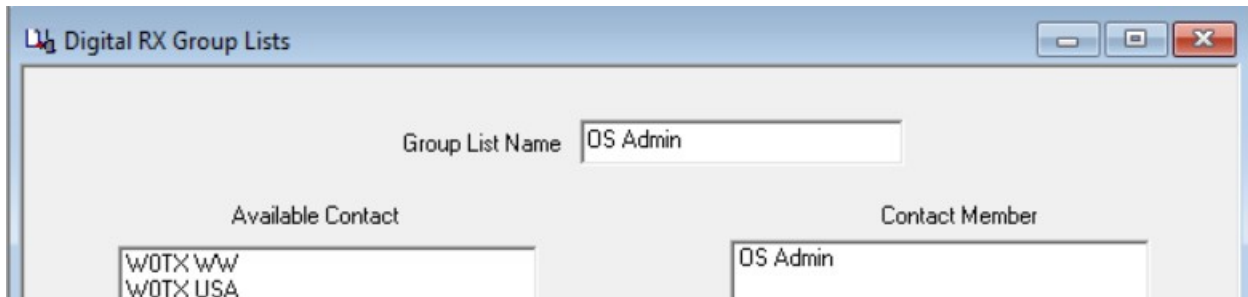 Digital RX Group Lists
Group List Name OS Admin
Available Contact Contact Member
W0TX WW OS Admin
W0TX USA